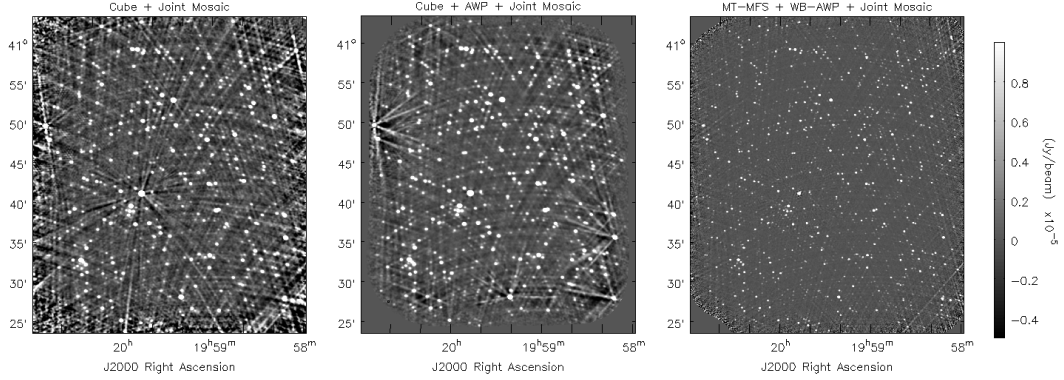 Cube + Joint Mosaic
Cube + AWP + Joint Mosaic
MT-MFS + WB-AWP + Joint Mosaic
41°
55'
50'
45'
40'
35'
30'
25'
20h
19h59m
58m
J2000 Right Ascension
41°
55'
50'
45'
40'
35'
30'
25'
20h
19h59m
58m
J2000 Right Ascension
41°
55'
50'
45'
40'
35'
30'
25'
20h
19h59m
58m
J2000 Right Ascension
0.8
0.6
0.4
0.2
0
−0.2
−0.4
(Jy/beam) x10-5